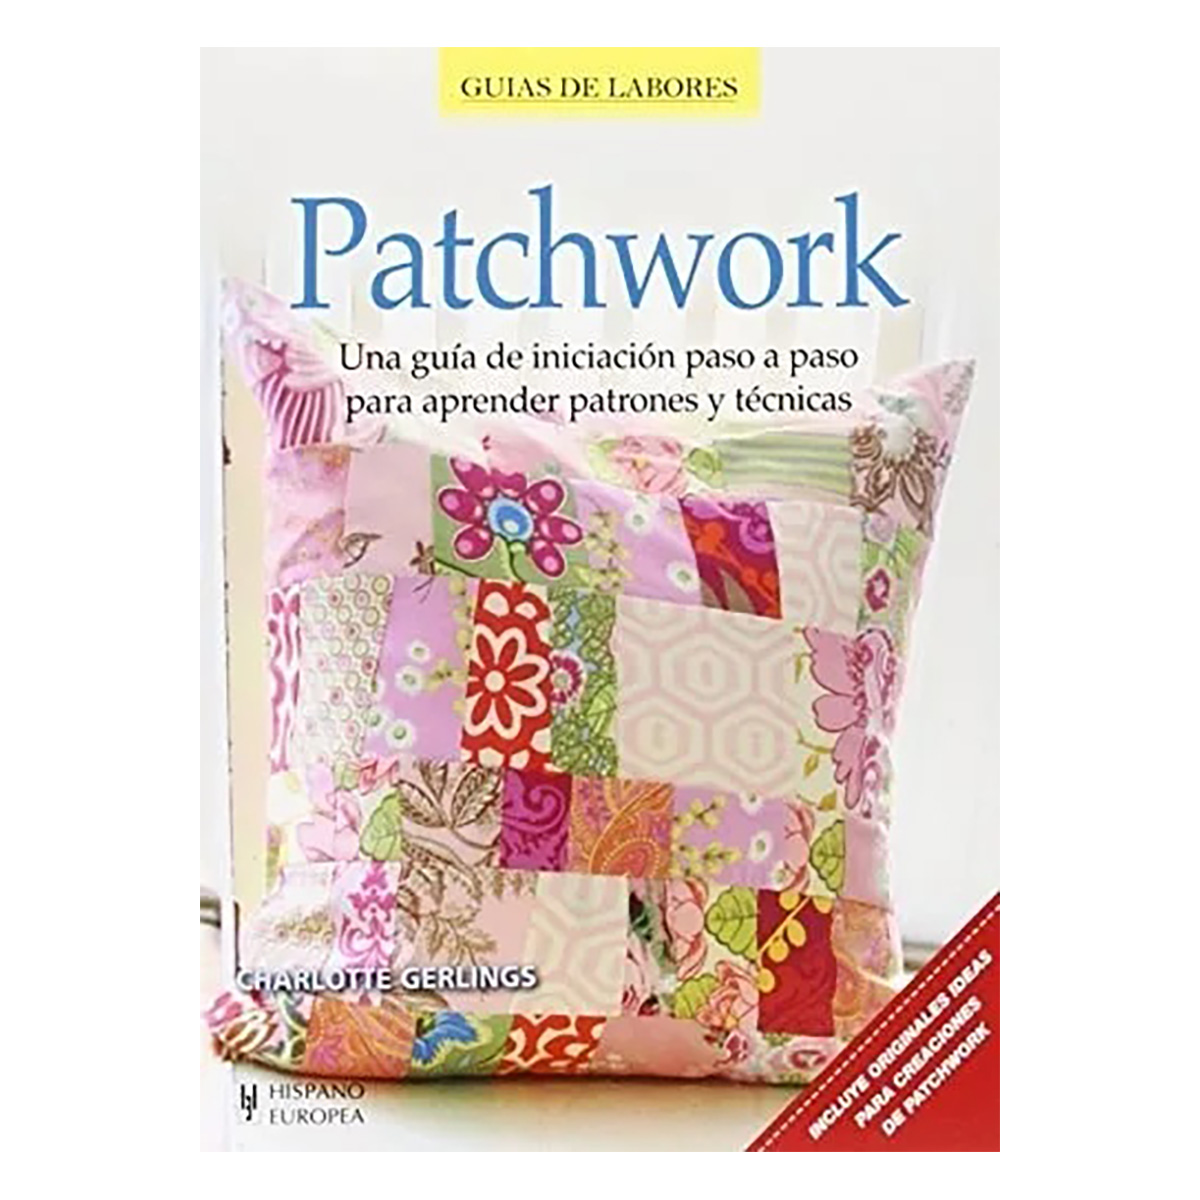 GUIAS DE LABORES
Patchwork
Una guía de iniciación paso a paso
para aprender patrones y técnicas
CHARLOTTE GERLINGS
HISPANO
EUROPEA
INCLUYE ORIGINALES IDEAS
PARA CREACIONES
DE PATCHWORK